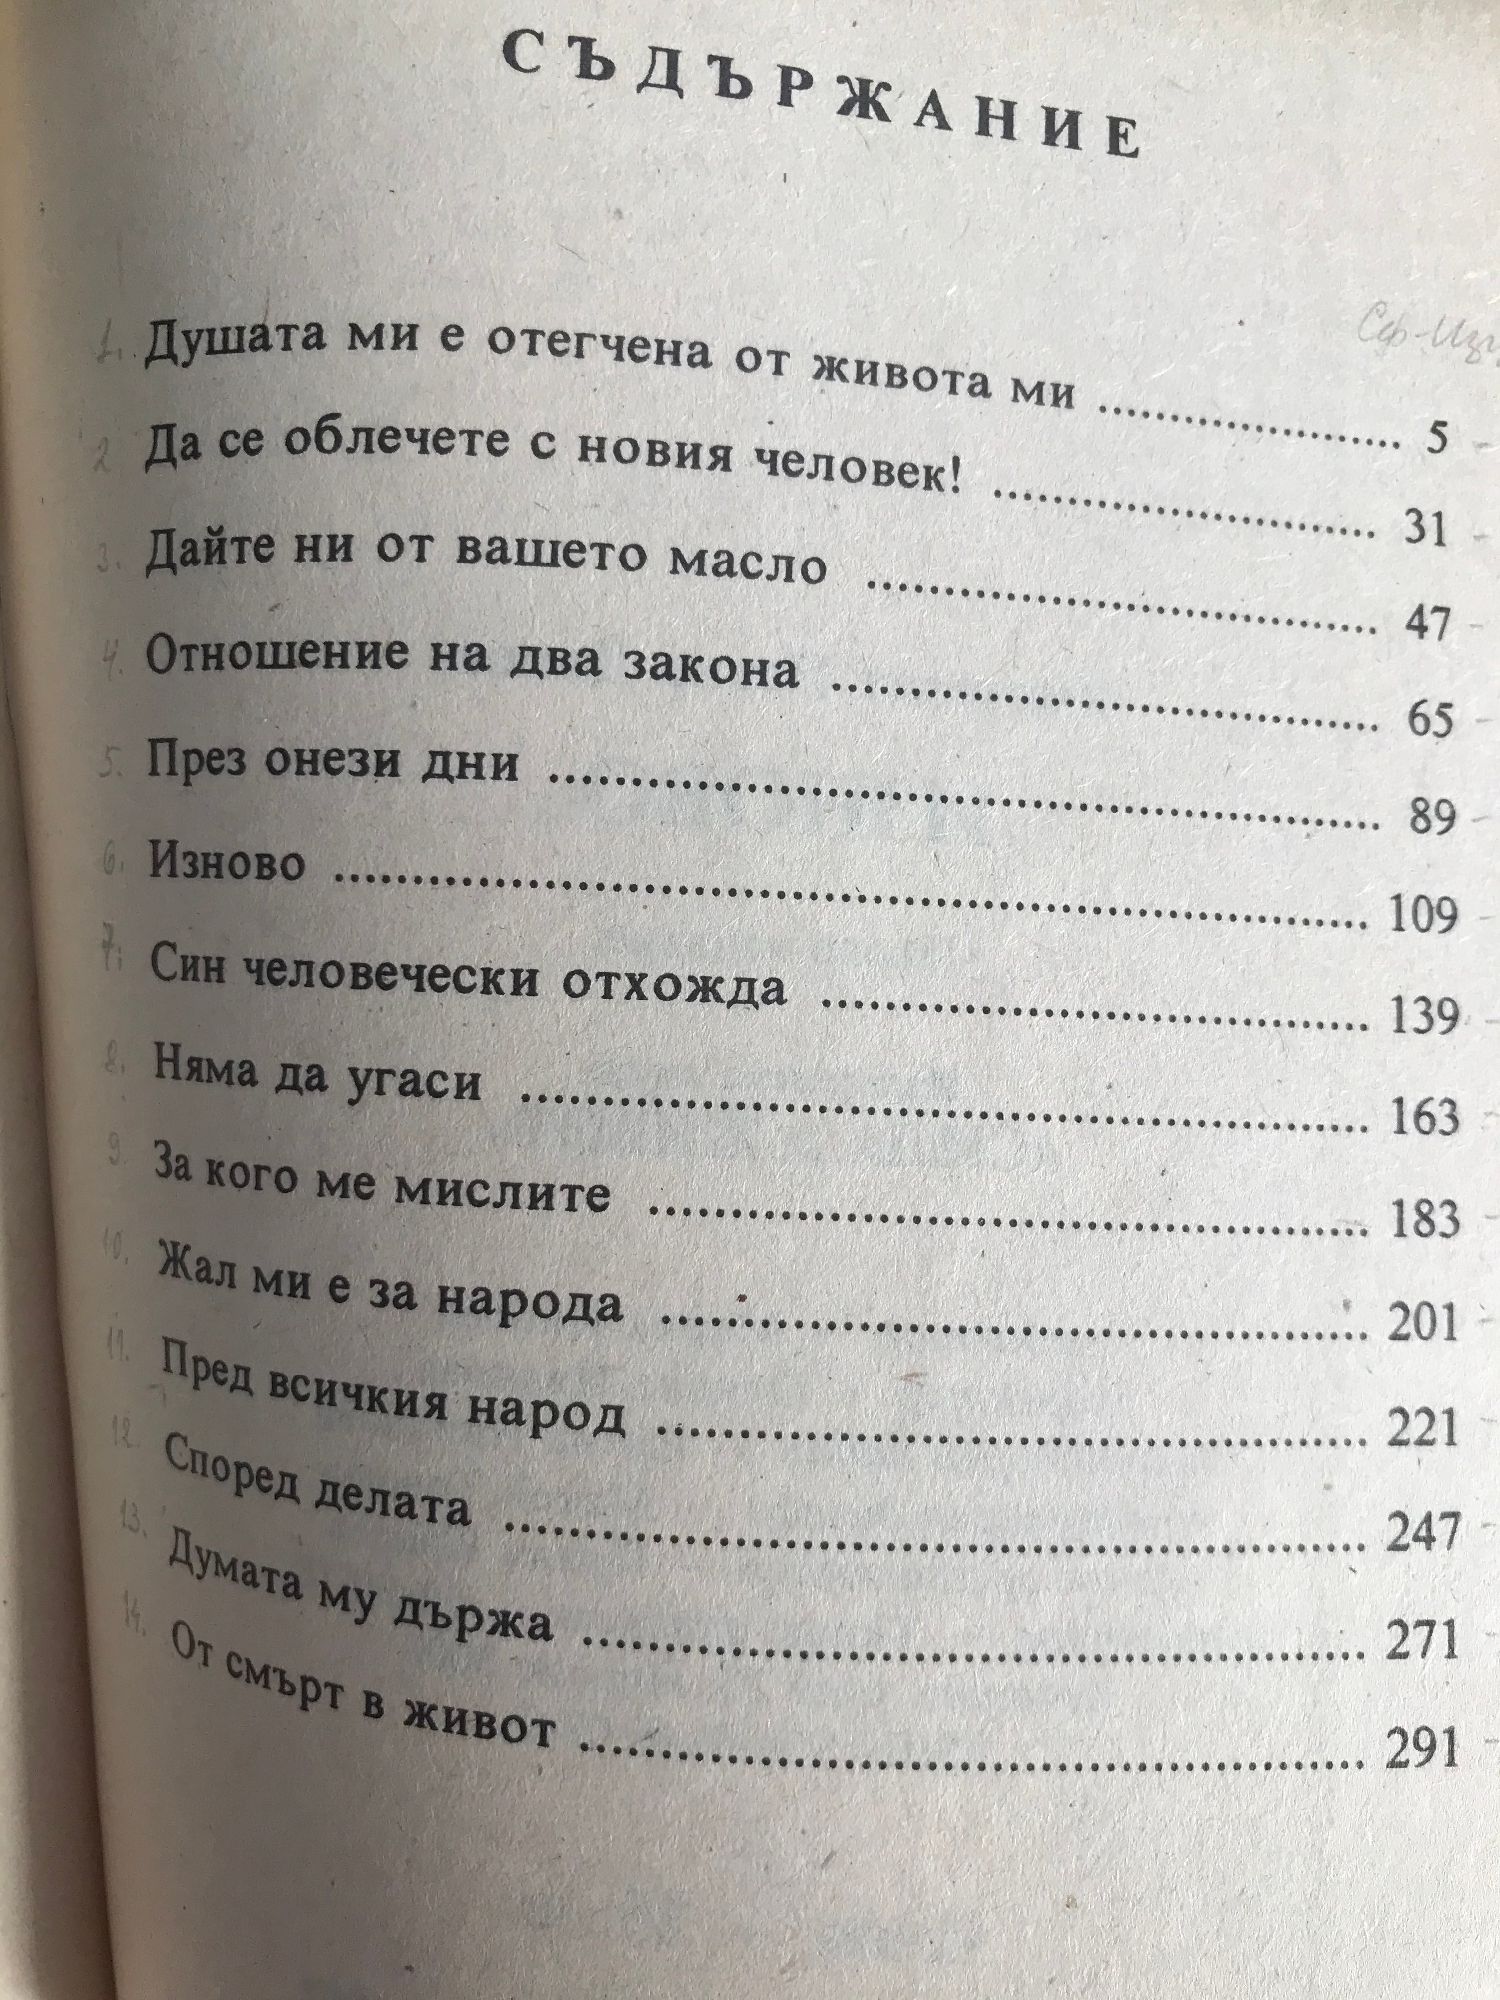 СЪДЪРЖАНИЕ
1. Душата ми е отегчена от живота ми .................... 5
2 Да се облечете с новия человек! .......................... 31
3. Дайте ни от вашето масло .................................. 47
4. Отношение на два закона .................................... 65
5. През онези дни .................................................... 89
6. Изново ................................................................ 109
7. Син человечески отхожда .................................... 139
8. Няма да угаси ...................................................... 163
9. За кого ме мислите .............................................. 183
10. Жал ми е за народа ............................................ 201
11. Пред всичкия народ ............................................ 221
12. Според делата .................................................... 247
13. Думата му държа ................................................ 271
14. От смърт в живот ................................................ 291